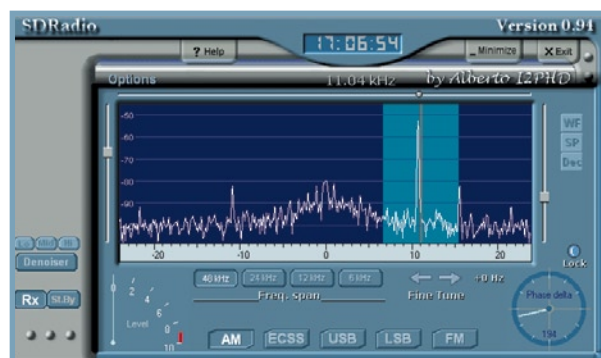 SDRadio
Version 0.94
17:06:54
? Help
_ Minimize
X Exit
Options
11.04 kHz
by Alberto I2PHD
-50
-60
-70
-80
-90
-20
-10
0
10
20
WF
SP
Dec
Lock
Denoiser
Rx
St.By
48 kHz
24 kHz
12 kHz
6 kHz
Freq. span
+0 Hz
Fine Tune
0
2
4
6
8
10
Level
AM
ECSS
USB
LSB
FM
Phase delta
194